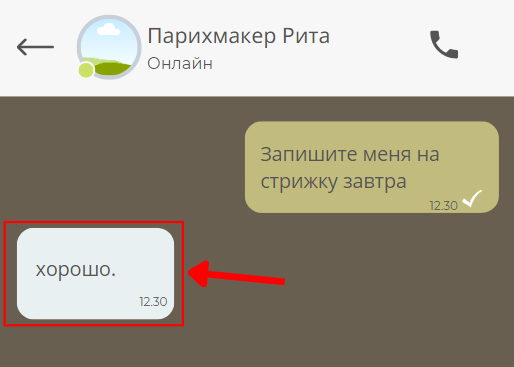 Парихмакер Рита
Онлайн
Запишите меня на
стрижку завтра
12.30
хорошо.
12.30